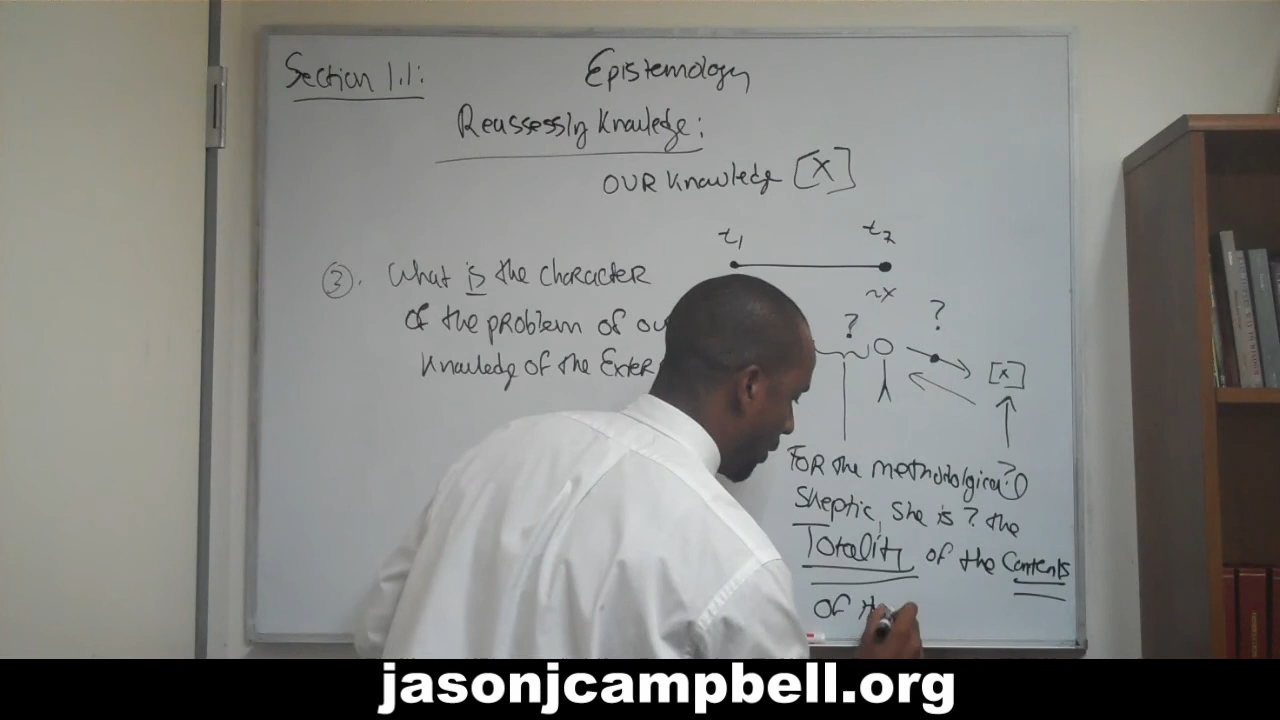 Section 1.1:
Epistemology
Reassessing Knowledge:
OUR Knowledge [X]
t1
t2
~x
③. What is the character
of the problem of ou
Knowledge of the Exter
?
?
[x]
?①
FOR the methodological
Skeptic, she is ? the
Totality of the Contents
of th
jasonjcampbell.org